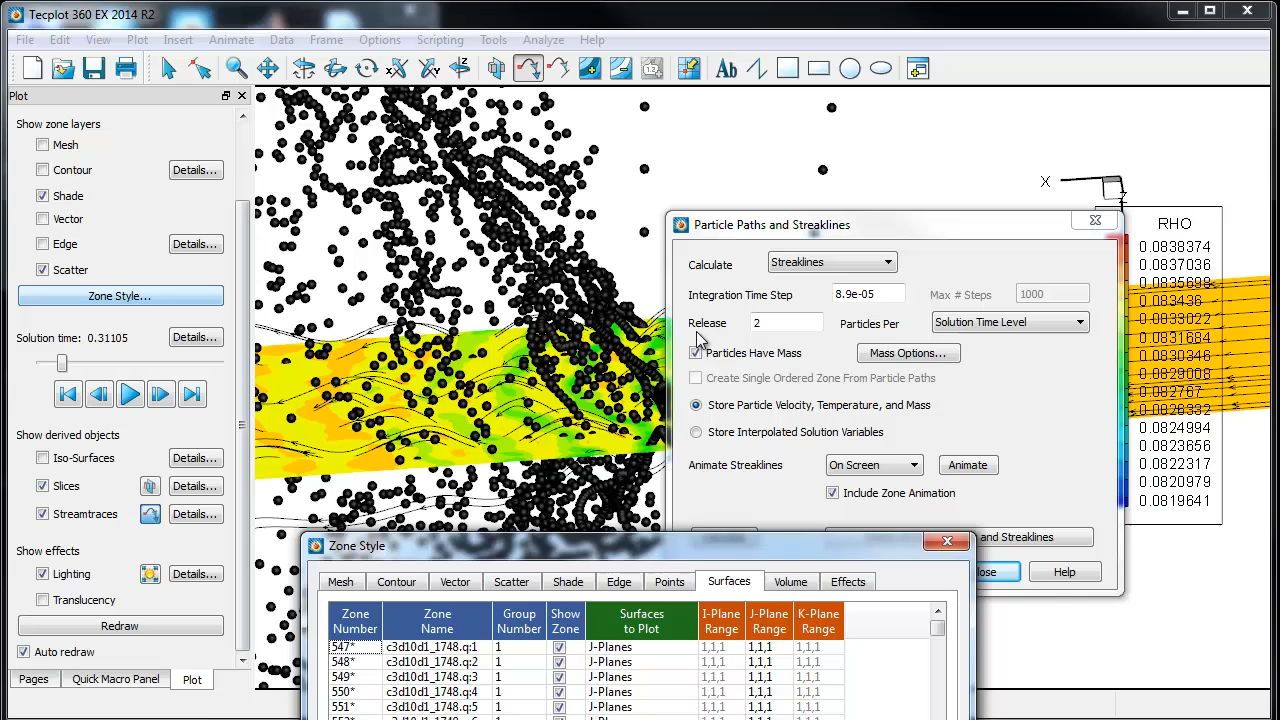 Tecplot 360 EX 2014 R2
File Edit View Plot Insert Animate Data Frame Options Scripting Tools Analyze Help
Plot
Show zone layers
Mesh
Contour Details...
Shade
Vector
Edge Details...
Scatter
Zone Style...
Solution time: 0.31105 Details...
Show derived objects
Iso-Surfaces Details...
Slices Details...
Streamtraces Details...
Show effects
Lighting Details...
Translucency
Redraw
Auto redraw
Pages Quick Macro Panel Plot
X
Z
RHO
0.0838374
0.0837036
0.0835698
0.083436
0.0833022
0.0831684
0.0830346
0.0829008
0.082767
0.0826332
0.0824994
0.0823656
0.0822317
0.0820979
0.0819641
Particle Paths and Streaklines
Calculate Streaklines
Integration Time Step 8.9e-05 Max # Steps 1000
Release 2 Particles Per Solution Time Level
Particles Have Mass Mass Options...
Create Single Ordered Zone From Particle Paths
Store Particle Velocity, Temperature, and Mass
Store Interpolated Solution Variables
Animate Streaklines On Screen Animate
Include Zone Animation
and Streaklines
ose Help
Zone Style
Mesh Contour Vector Scatter Shade Edge Points Surfaces Volume Effects
Zone Number Zone Name Group Number Show Zone Surfaces to Plot I-Plane Range J-Plane Range K-Plane Range
547* c3d10d1_1748.q:1 1 J-Planes 1,1,1 1,1,1 1,1,1
548* c3d10d1_1748.q:2 1 J-Planes 1,1,1 1,1,1 1,1,1
549* c3d10d1_1748.q:3 1 J-Planes 1,1,1 1,1,1 1,1,1
550* c3d10d1_1748.q:4 1 J-Planes 1,1,1 1,1,1 1,1,1
551* c3d10d1_1748.q:5 1 J-Planes 1,1,1 1,1,1 1,1,1